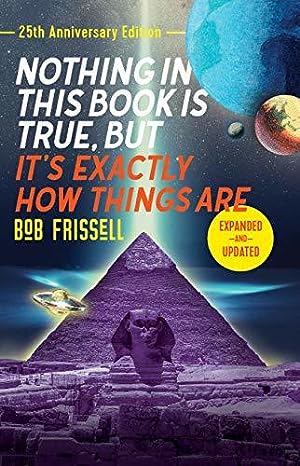 25th Anniversary Edition
NOTHING IN
THIS BOOK IS
TRUE, BUT
IT'S EXACTLY
HOW THINGS ARE
BOB FRISSELL
EXPANDED
—AND—
UPDATED